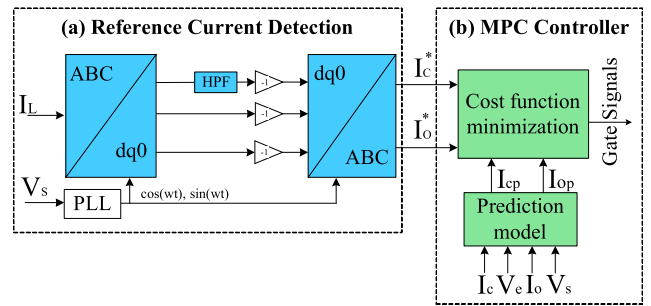 (a) Reference Current Detection
ABC
dq0
HPF
-1
-1
-1
dq0
ABC
I_L
V_S
PLL
cos(wt), sin(wt)
I_C^*
I_O^*
(b) MPC Controller
Cost function
minimization
Gate Signals
I_cp
I_op
Prediction
model
I_c V_e I_o V_s